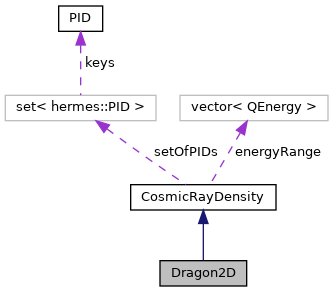 PID
keys
set< hermes::PID >
vector< QEnergy >
setOfPIDs
energyRange
CosmicRayDensity
Dragon2D